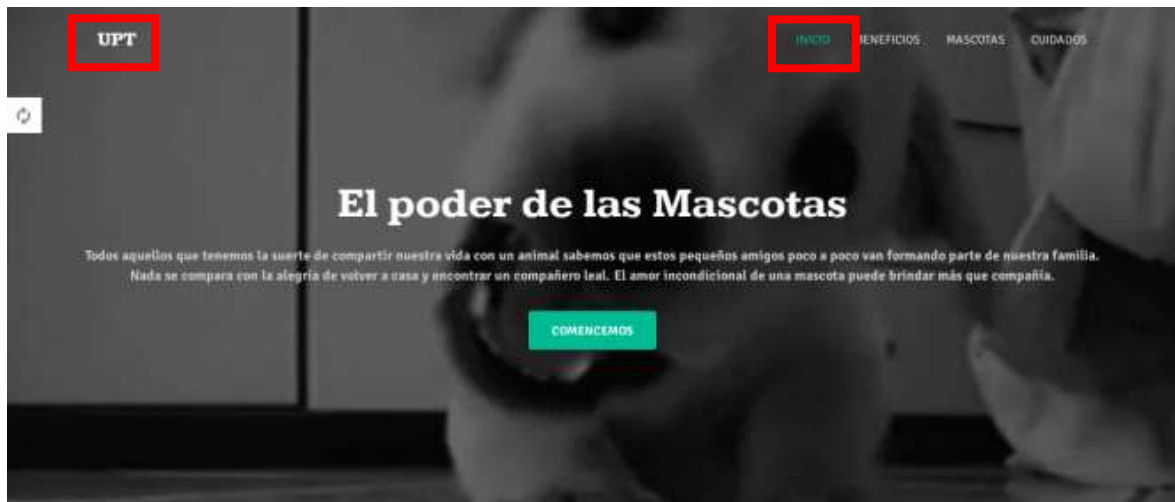 UPT
INICIO BENEFICIOS MASCOTAS CUIDADOS
El poder de las Mascotas
Todos aquellos que tenemos la suerte de compartir nuestra vida con un animal sabemos que estos pequeños amigos poco a poco van formando parte de nuestra familia.
Nada se compara con la alegría de volver a casa y encontrar un compañero leal. El amor incondicional de una mascota puede brindar más que compañía.
COMENCEMOS